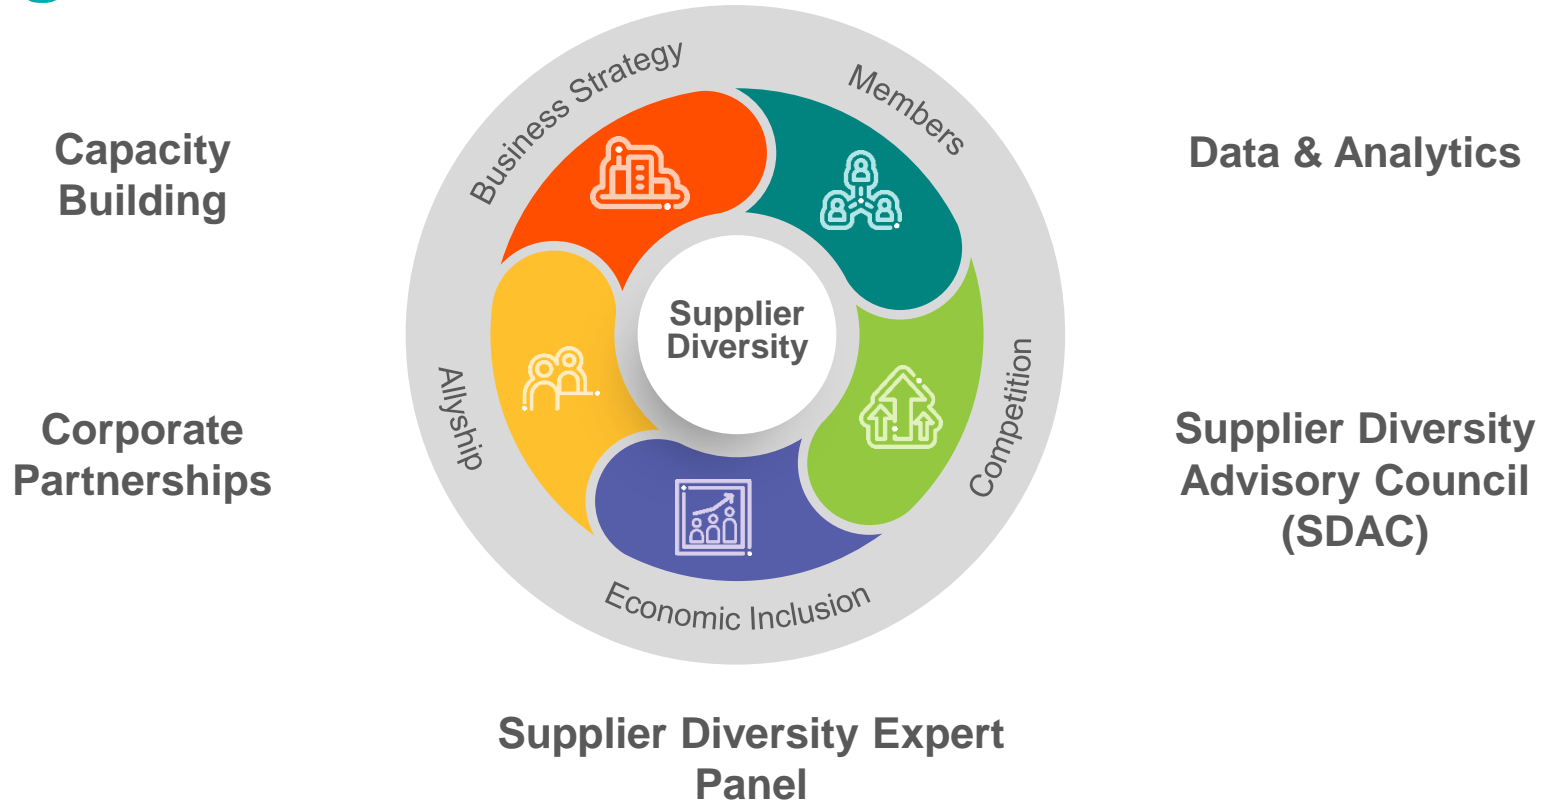 Business Strategy
Members
Capacity
Building
Data & Analytics
Supplier
Diversity
Allyship
Competition
Corporate
Partnerships
Supplier Diversity
Advisory Council
(SDAC)
Economic Inclusion
Supplier Diversity Expert
Panel